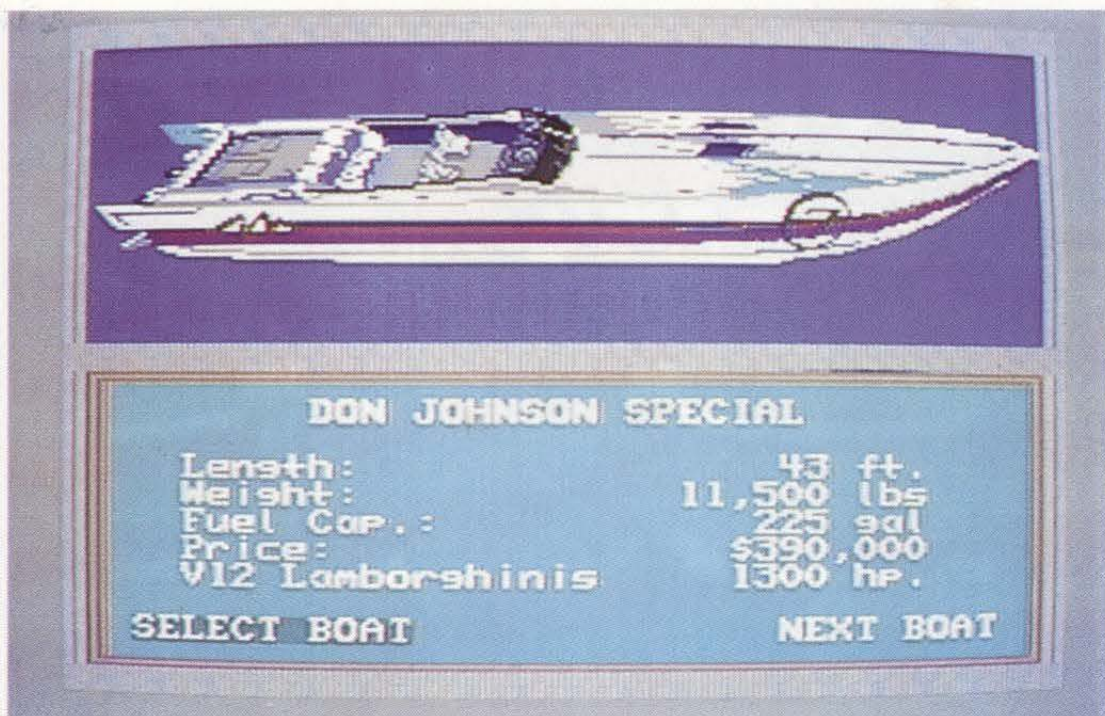 DON JOHNSON SPECIAL
Length: 43 ft.
Weight: 11,500 lbs
Fuel Cap.: 225 gal
Price: $390,000
V12 Lamborghinis 1300 hp.
SELECT BOAT NEXT BOAT